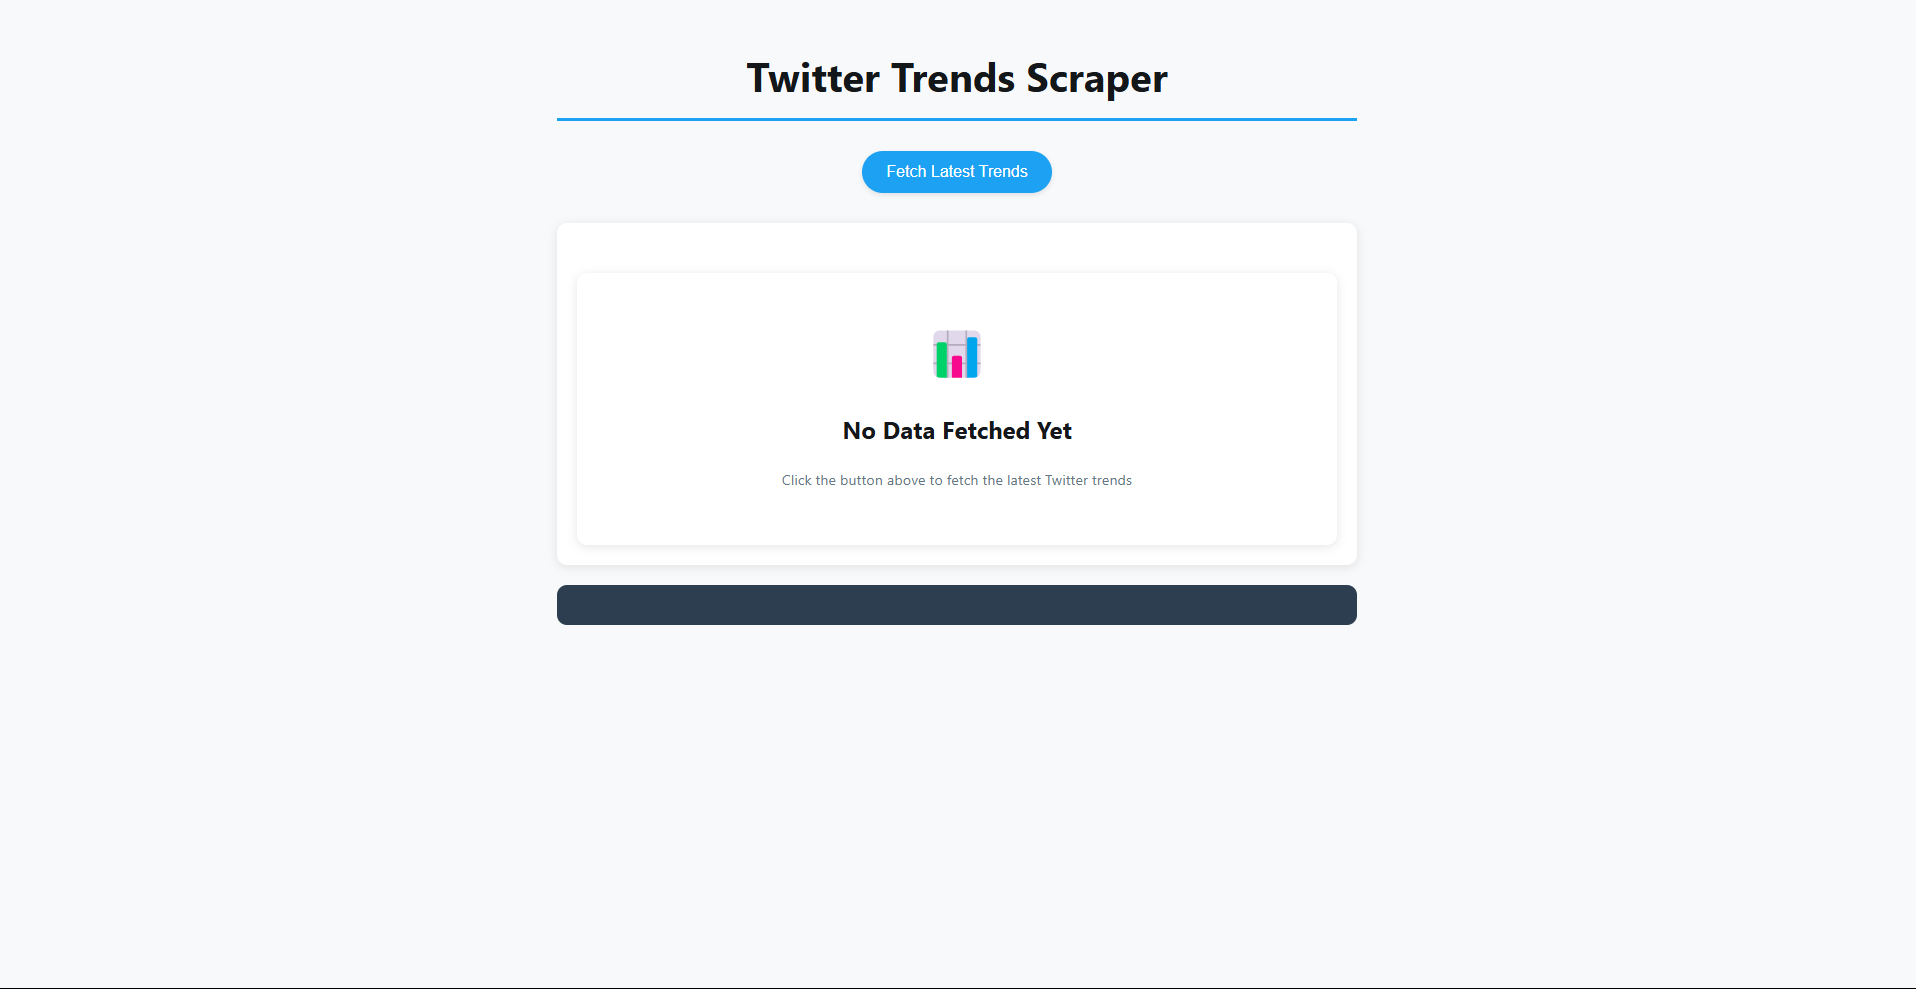 Twitter Trends Scraper
Fetch Latest Trends
No Data Fetched Yet
Click the button above to fetch the latest Twitter trends